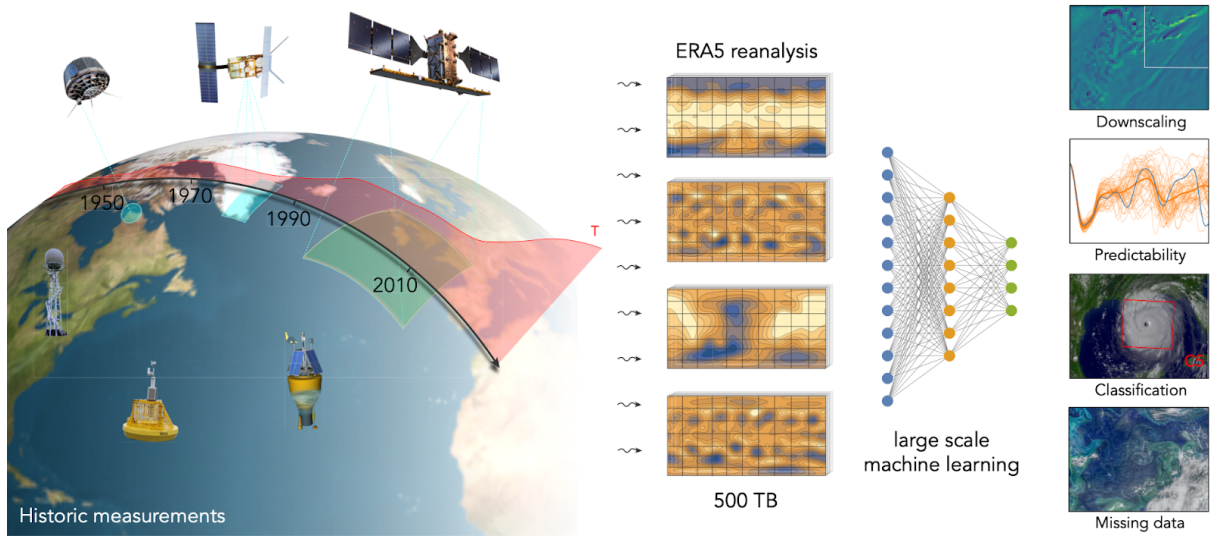 1950
1970
1990
2010
T
Historic measurements
ERA5 reanalysis
500 TB
large scale
machine learning
Downscaling
Predictability
C5
Classification
Missing data